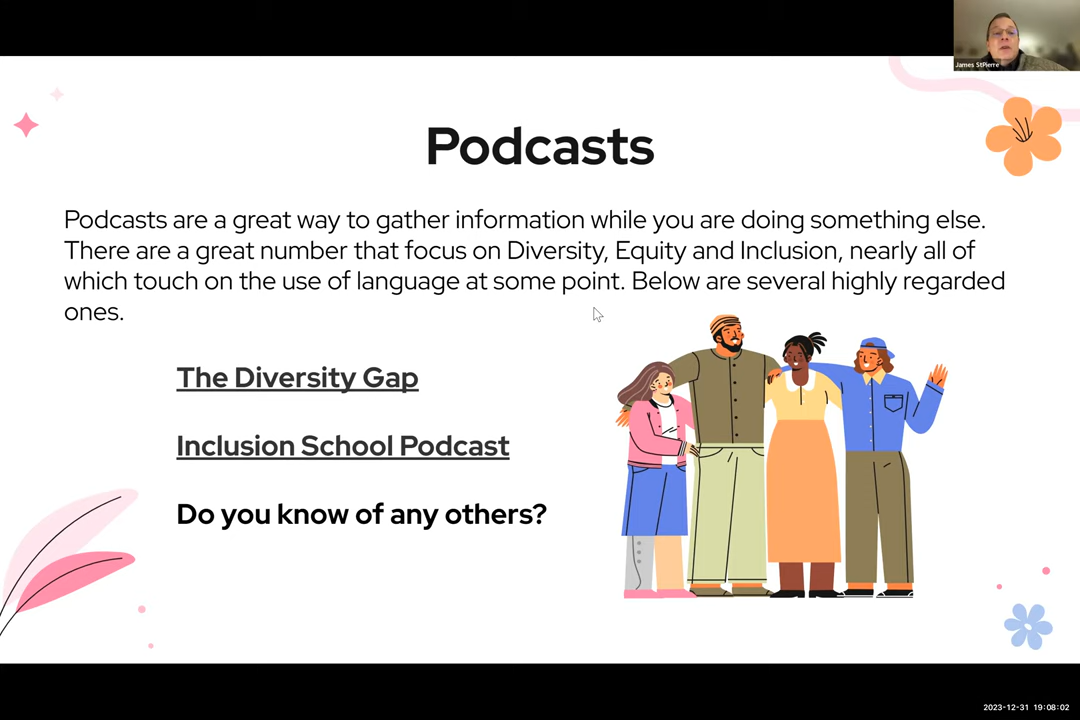 James StPierre
Podcasts
Podcasts are a great way to gather information while you are doing something else.
There are a great number that focus on Diversity, Equity and Inclusion, nearly all of
which touch on the use of language at some point. Below are several highly regarded
ones.
The Diversity Gap
Inclusion School Podcast
Do you know of any others?
2023-12-31 19:08:02